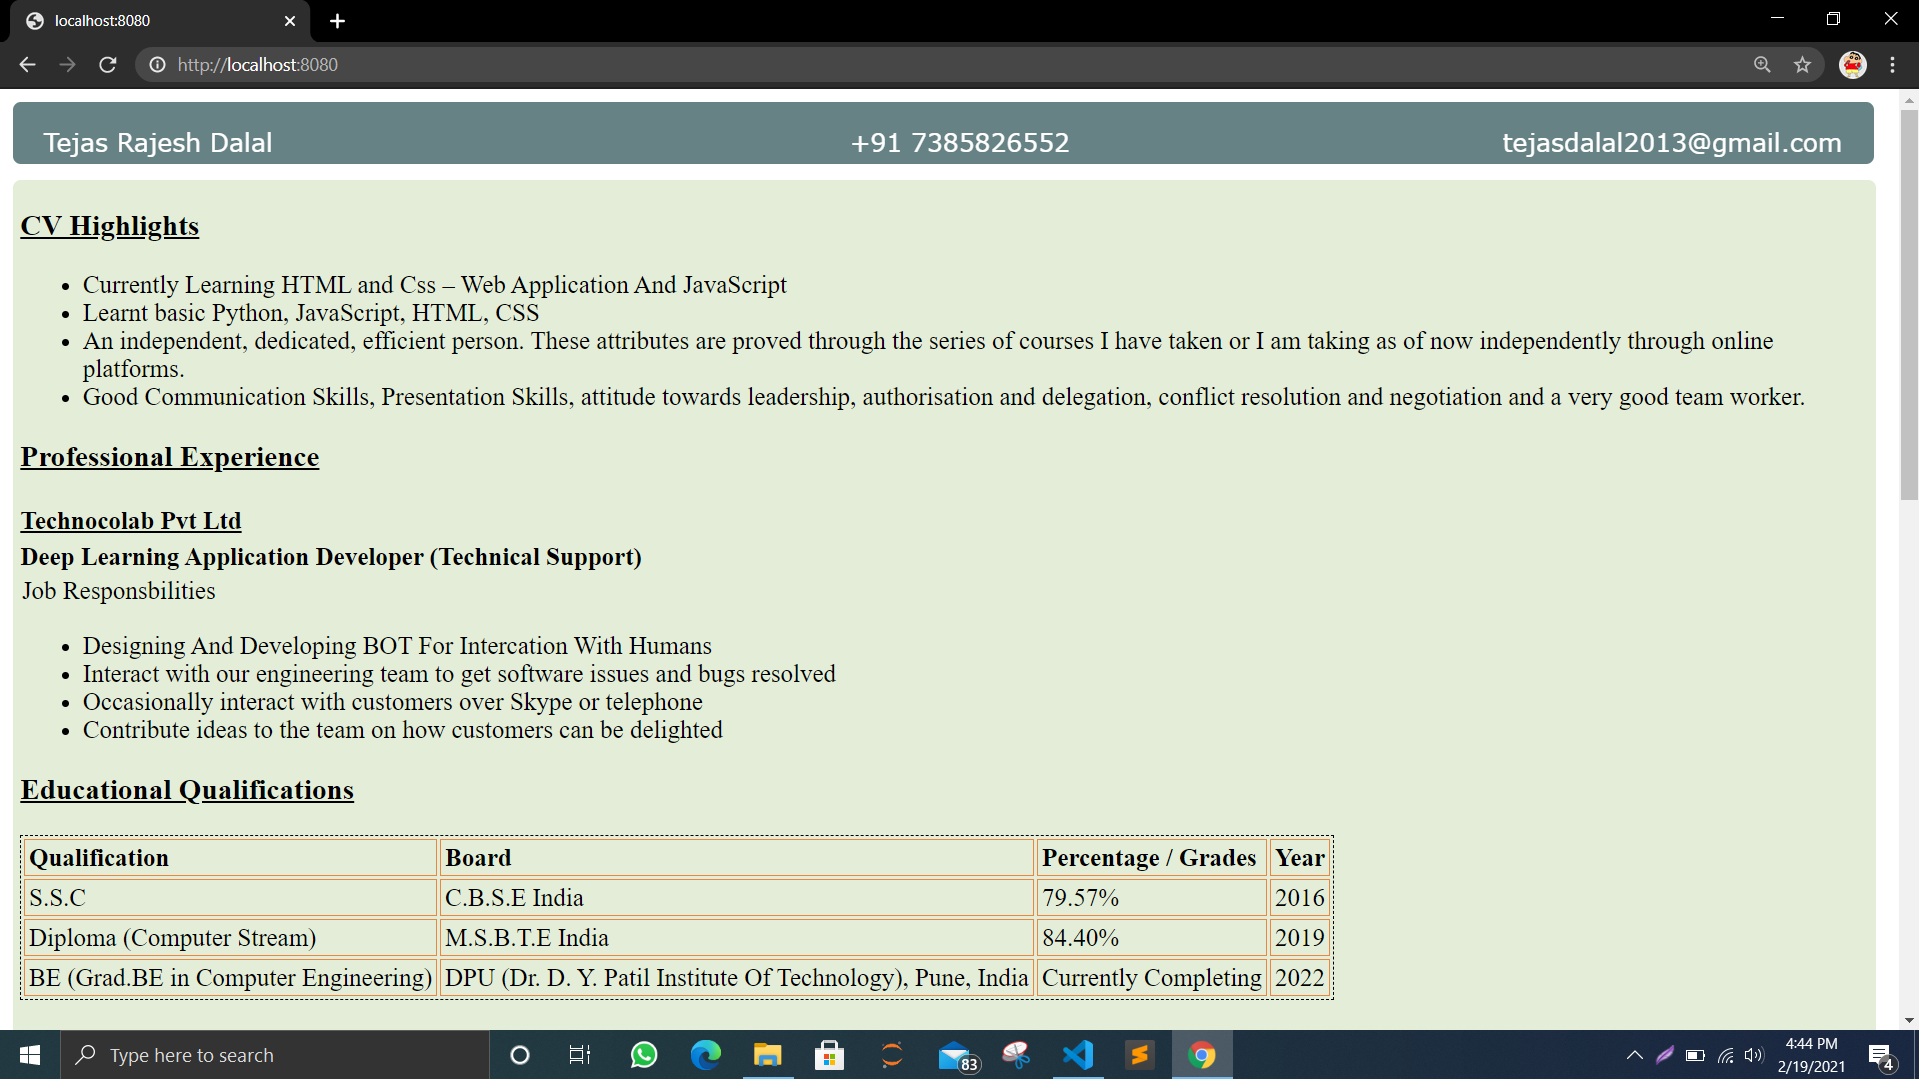 localhost:8080
http://localhost:8080
Tejas Rajesh Dalal +91 7385826552 tejasdalal2013@gmail.com
CV Highlights
Currently Learning HTML and Css – Web Application And JavaScript
Learnt basic Python, JavaScript, HTML, CSS
An independent, dedicated, efficient person. These attributes are proved through the series of courses I have taken or I am taking as of now independently through online
platforms.
Good Communication Skills, Presentation Skills, attitude towards leadership, authorisation and delegation, conflict resolution and negotiation and a very good team worker.
Professional Experience
Technocolab Pvt Ltd
Deep Learning Application Developer (Technical Support)
Job Responsbilities
Designing And Developing BOT For Intercation With Humans
Interact with our engineering team to get software issues and bugs resolved
Occasionally interact with customers over Skype or telephone
Contribute ideas to the team on how customers can be delighted
Educational Qualifications
Qualification Board Percentage / Grades Year
S.S.C C.B.S.E India 79.57% 2016
Diploma (Computer Stream) M.S.B.T.E India 84.40% 2019
BE (Grad.BE in Computer Engineering) DPU (Dr. D. Y. Patil Institute Of Technology), Pune, India Currently Completing 2022
Type here to search
83
4:44 PM
2/19/2021
4